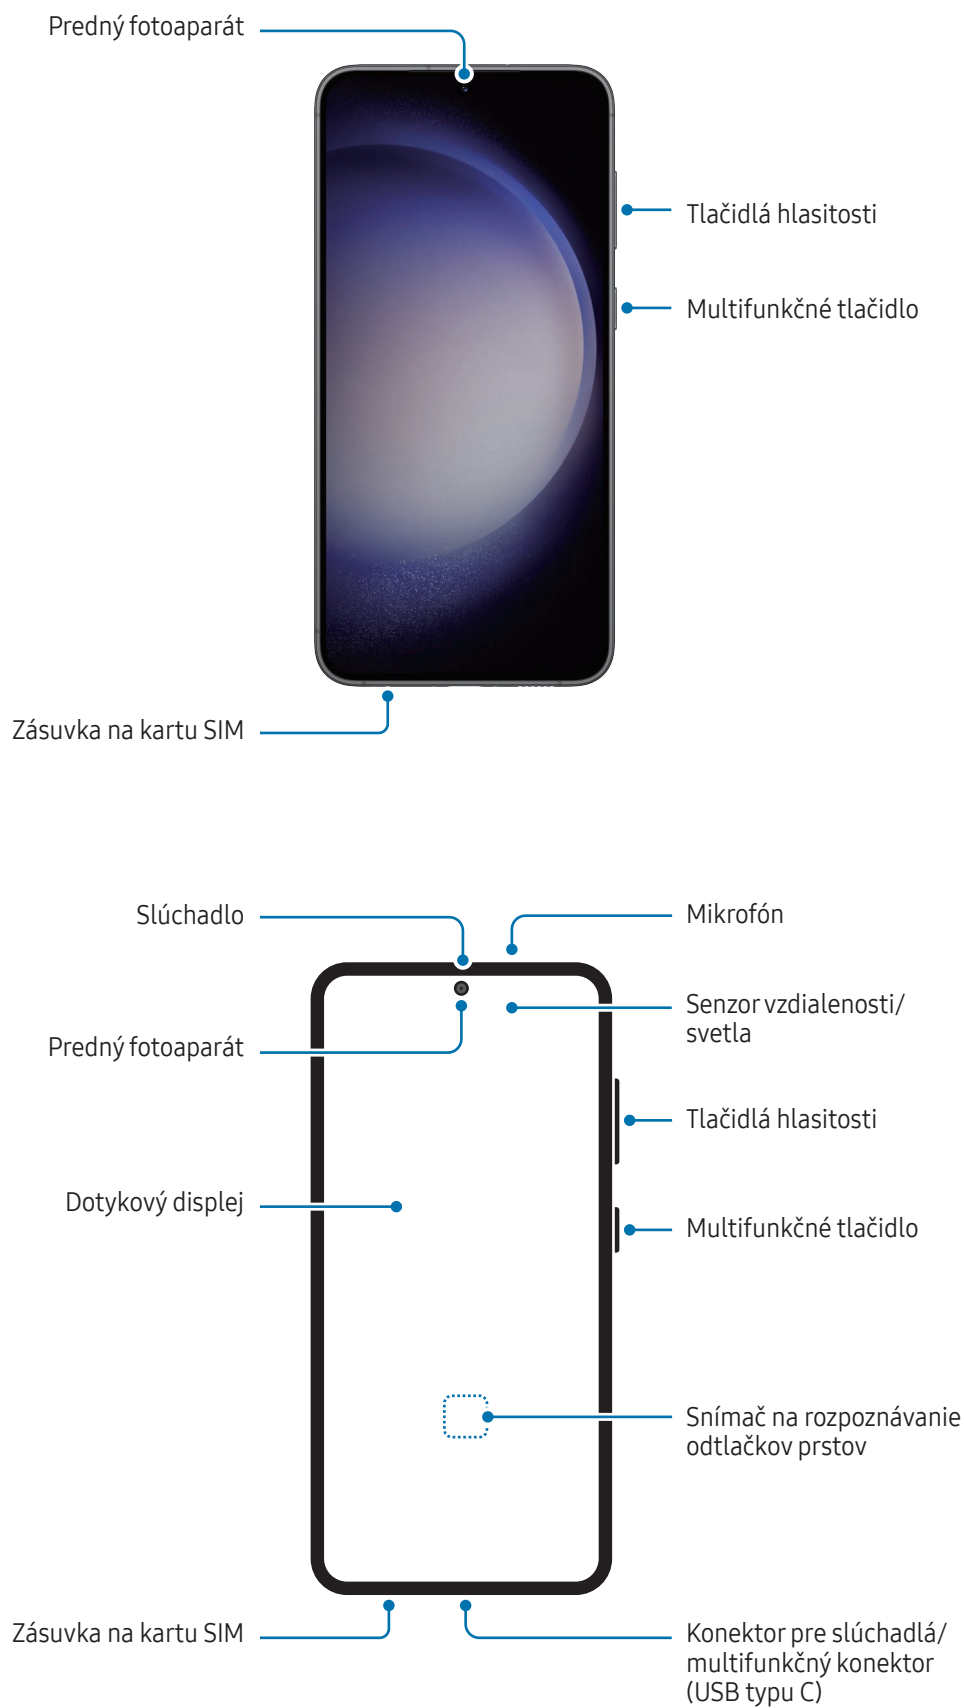 Predný fotoaparát
Tlačidlá hlasitosti
Multifunkčné tlačidlo
Zásuvka na kartu SIM
Slúchadlo
Mikrofón
Senzor vzdialenosti/
svetla
Predný fotoaparát
Tlačidlá hlasitosti
Dotykový displej
Multifunkčné tlačidlo
Snímač na rozpoznávanie
odtlačkov prstov
Zásuvka na kartu SIM
Konektor pre slúchadlá/
multifunkčný konektor
(USB typu C)